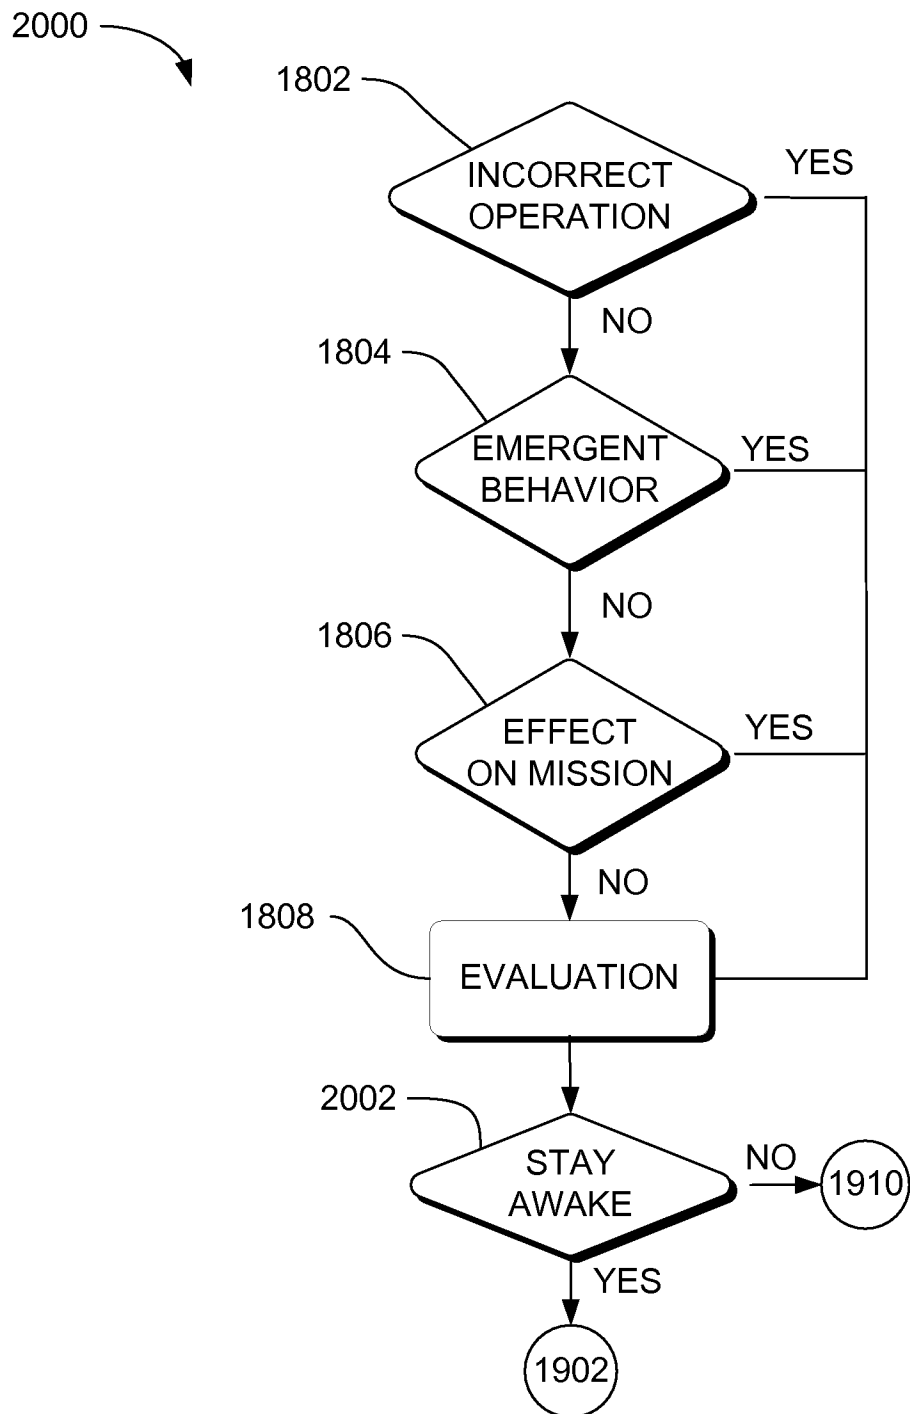 2000
1802
INCORRECT
OPERATION
YES
NO
1804
EMERGENT
BEHAVIOR
YES
NO
1806
EFFECT
ON MISSION
YES
NO
1808
EVALUATION
2002
STAY
AWAKE
NO
1910
YES
1902